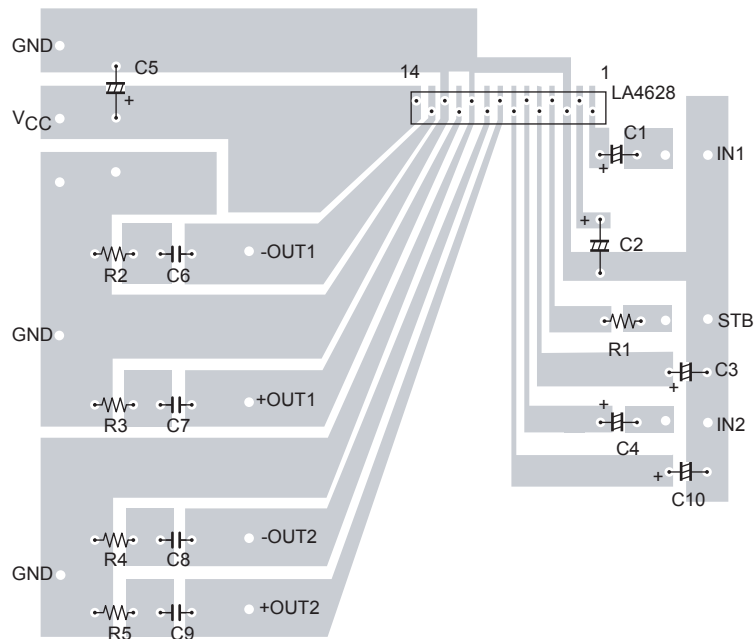 GND
C5
+
VCC
14
1
LA4628
C1
+
IN1
+
C2
-OUT1
R2
C6
GND
STB
R1
C3
+
+OUT1
R3
C7
+
IN2
C4
+
C10
-OUT2
R4
C8
GND
+OUT2
R5
C9